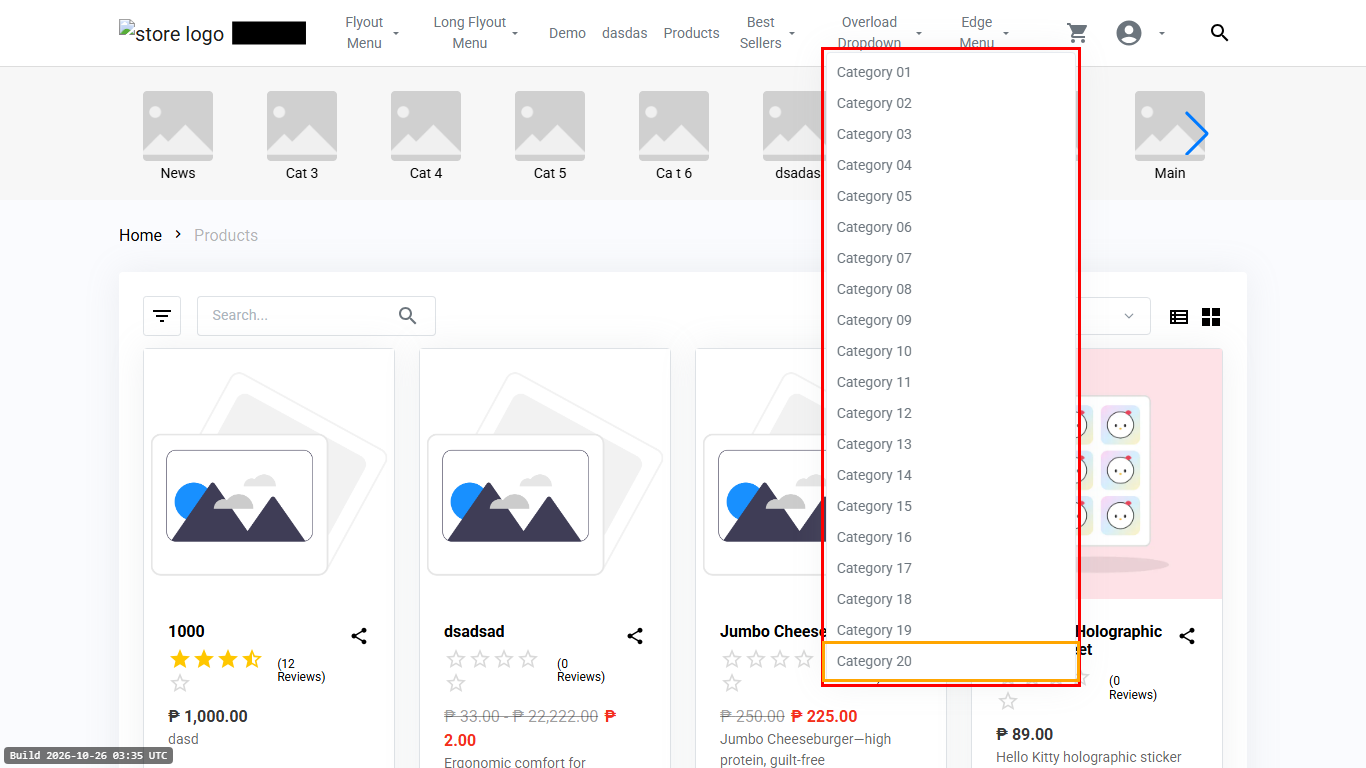 store logo
Flyout
Menu
Long Flyout
Menu
Demo
dasdas
Products
Best
Sellers
Overload
Dropdown
Edge
Menu
Category 01
Category 02
Category 03
Category 04
Category 05
Category 06
Category 07
Category 08
Category 09
Category 10
Category 11
Category 12
Category 13
Category 14
Category 15
Category 16
Category 17
Category 18
Category 19
Category 20
News
Cat 3
Cat 4
Cat 5
Ca t 6
dsadas
Main
Home > Products
Search...
1000
(12
Reviews)
₱ 1,000.00
dasd
dsadsad
(0
Reviews)
₱ 33.00 - ₱ 22,222.00 ₱
2.00
Ergonomic comfort for
Jumbo Cheese
₱ 250.00 ₱ 225.00
Jumbo Cheeseburger—high
protein, guilt-free
Holographic
et
(0
Reviews)
₱ 89.00
Hello Kitty holographic sticker
Build 2026-10-26 03:35 UTC